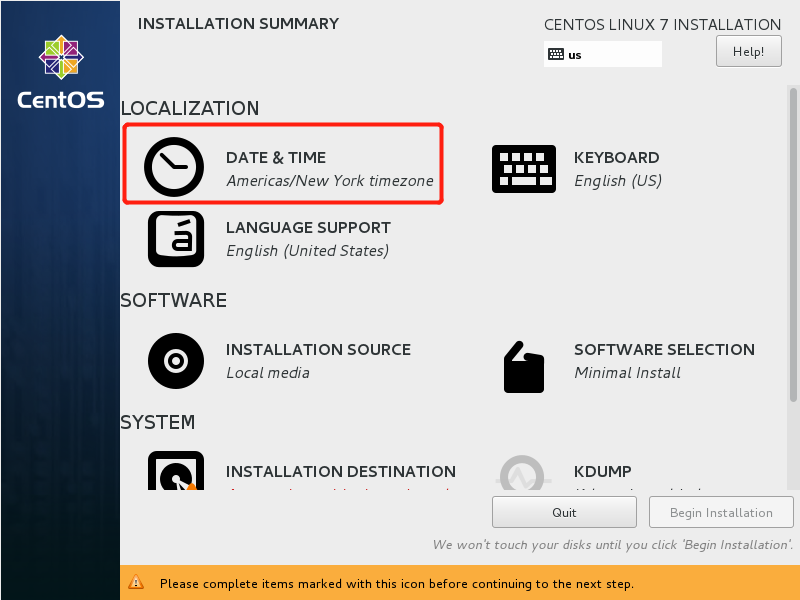 INSTALLATION SUMMARY
CENTOS LINUX 7 INSTALLATION
us
Help!
CentOS
LOCALIZATION
DATE & TIME
Americas/New York timezone
KEYBOARD
English (US)
LANGUAGE SUPPORT
English (United States)
SOFTWARE
INSTALLATION SOURCE
Local media
SOFTWARE SELECTION
Minimal Install
SYSTEM
INSTALLATION DESTINATION
KDUMP
Quit
Begin Installation
We won't touch your disks until you click 'Begin Installation'.
Please complete items marked with this icon before continuing to the next step.